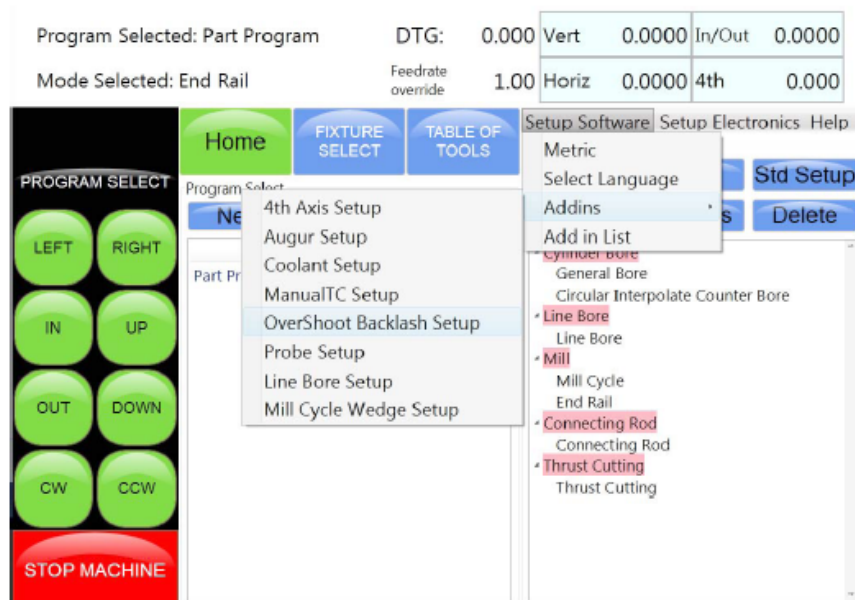 Program Selected: Part Program DTG: 0.000 Vert 0.0000 In/Out 0.0000
Mode Selected: End Rail Feedrate override 1.00 Horiz 0.0000 4th 0.000
Setup Software Setup Electronics Help
Home FIXTURE SELECT TABLE OF TOOLS
Metric
Select Language
Addins
Add in List
Std Setup
Delete
PROGRAM SELECT
LEFT RIGHT
IN UP
OUT DOWN
CW CCW
STOP MACHINE
Program Select
4th Axis Setup
Augur Setup
Coolant Setup
ManualTC Setup
OverShoot Backlash Setup
Probe Setup
Line Bore Setup
Mill Cycle Wedge Setup
Cylinder Bore
General Bore
Circular Interpolate Counter Bore
Line Bore
Line Bore
Mill
Mill Cycle
End Rail
Connecting Rod
Connecting Rod
Thrust Cutting
Thrust Cutting